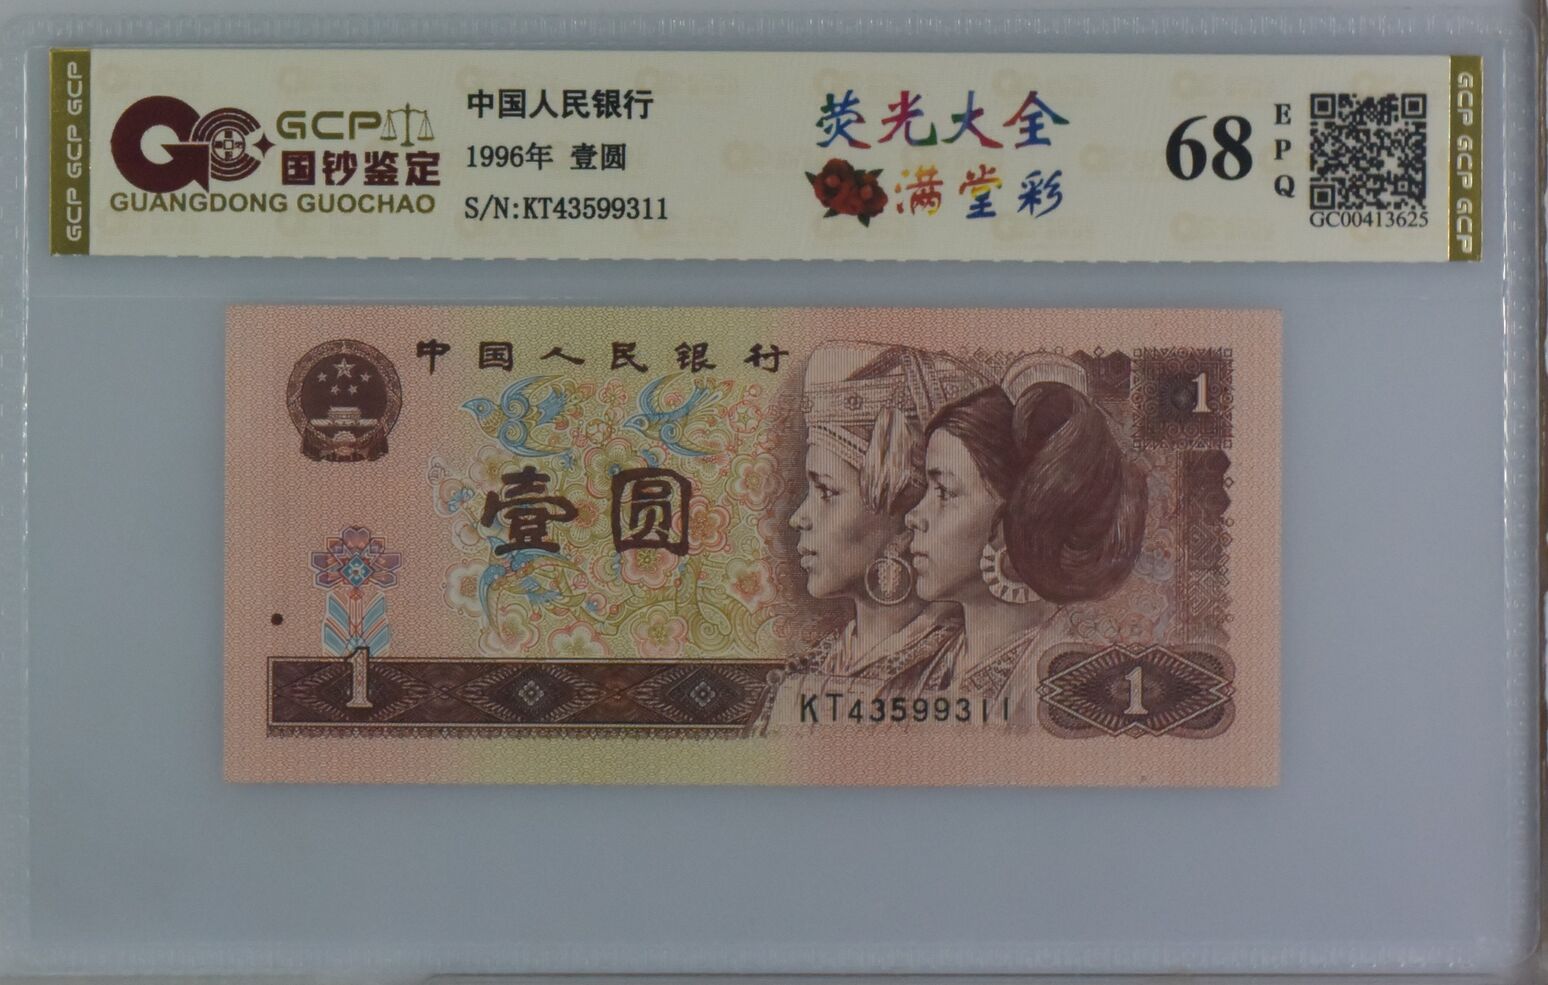 GCP GCP GCP
GCP
国钞鉴定
GUANGDONG GUOCHAO
中国人民银行
1996年 壹圆
S/N:KT43599311
荧光大全
满堂彩
68
EPQ
GC00413625
GCP GCP GCP
中国人民银行
1
壹圆
1
KT43599311
1